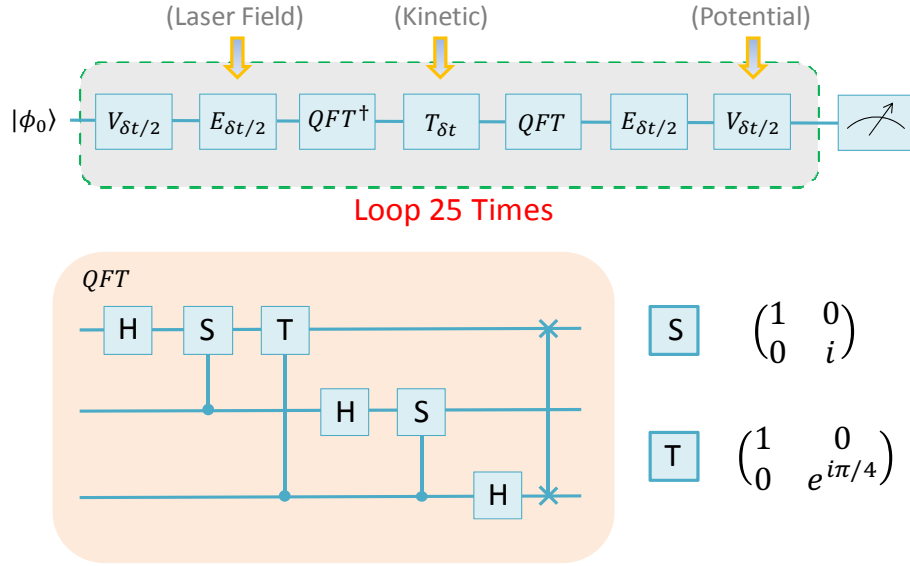 (Laser Field) (Kinetic) (Potential)
|ϕ₀⟩ V_{δt/2} E_{δt/2} QFT† T_{δt} QFT E_{δt/2} V_{δt/2}
Loop 25 Times
QFT
H S T
H S
H
S (1 0
0 i)
T (1 0
0 e^{iπ/4})